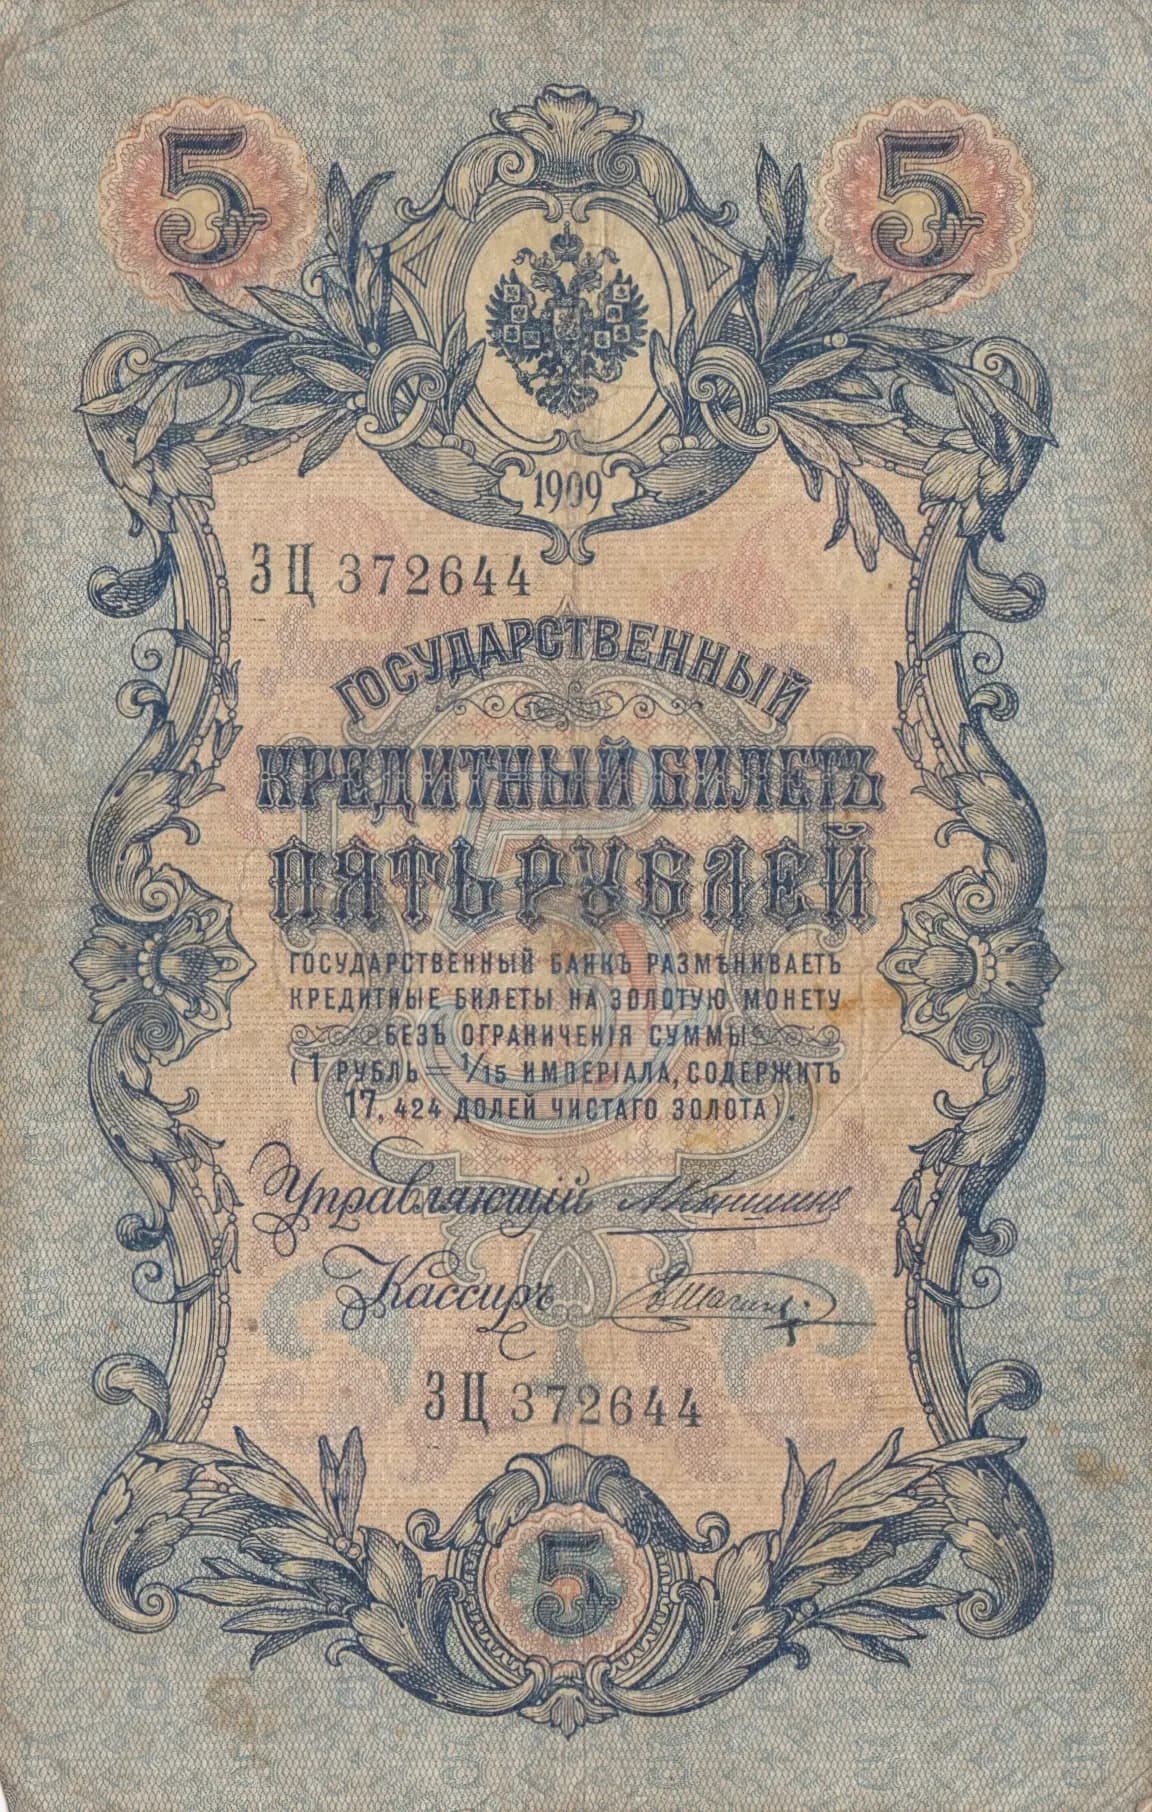 5 5
1909
ЗЦ 372644
ГОСУДАРСТВЕННЫЙ
КРЕДИТНЫЙ БИЛЕТЪ
ПЯТЬ РУБЛЕЙ
ГОСУДАРСТВЕННЫЙ БАНКЪ РАЗМѢНИВАЕТЪ
КРЕДИТНЫЕ БИЛЕТЫ НА ЗОЛОТУЮ МОНЕТУ
БЕЗЪ ОГРАНИЧЕНІЯ СУММЫ
(1 РУБЛЬ = 1/15 ИМПЕРІАЛА, СОДЕРЖИТЪ
17,424 ДОЛЕЙ ЧИСТАГО ЗОЛОТА).
Управляющій
Кассиръ
ЗЦ 372644
5